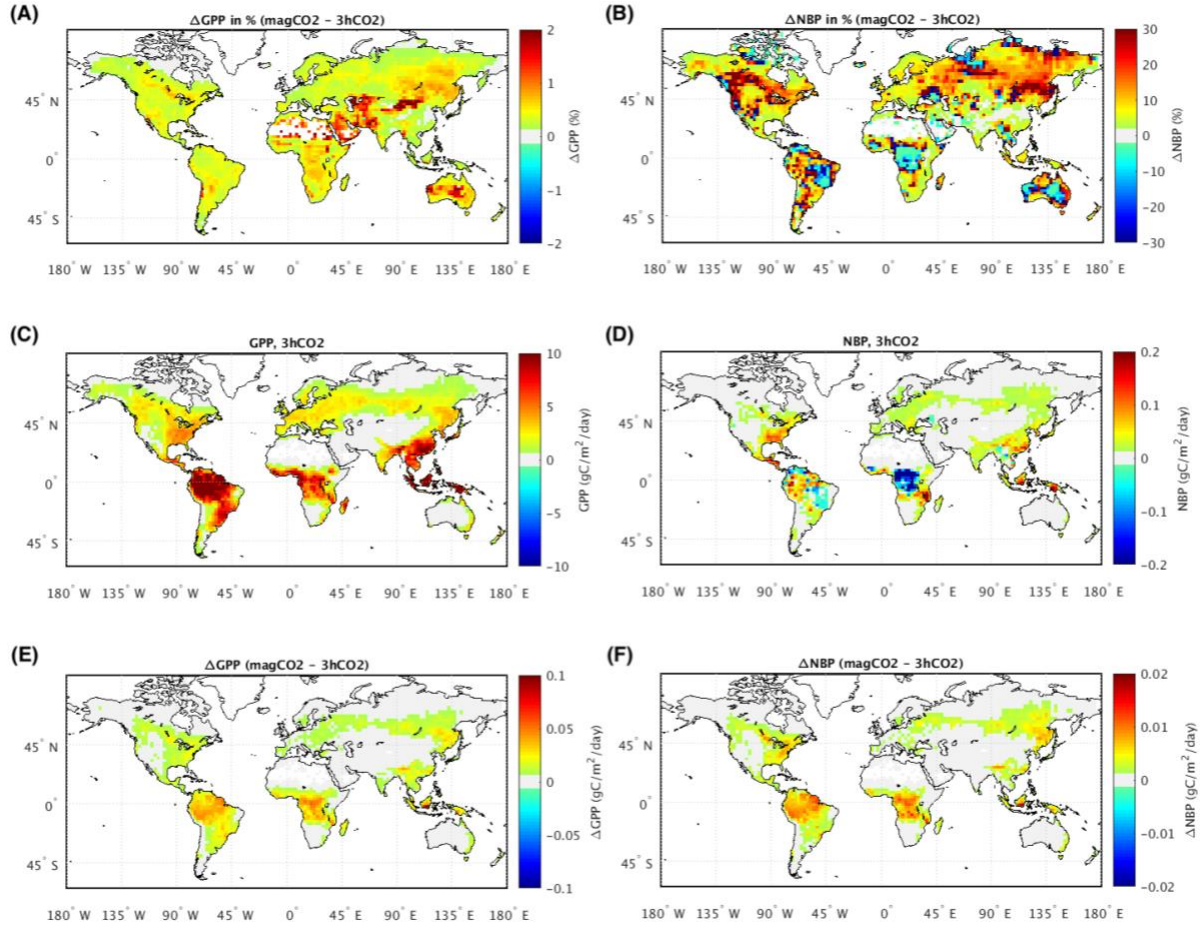 (A)
ΔGPP in % (magCO2 − 3hCO2)
2
1
0
−1
−2
ΔGPP (%)
45° N
0°
45° S
180° W 135° W 90° W 0° 45° E 90° E 135° E 180° E
(B)
ΔNBP in % (magCO2 − 3hCO2)
30
20
10
0
−10
−20
−30
ΔNBP (%)
45° N
0°
45° S
180° W 135° W 90° W 0° 45° E 90° E 135° E 180° E
(C)
GPP, 3hCO2
10
5
0
−5
−10
GPP (gC/m²/day)
45° N
0°
45° S
180° W 135° W 90° W 0° 45° E 90° E 135° E 180° E
(D)
NBP, 3hCO2
0.2
0.1
0
−0.1
−0.2
NBP (gC/m²/day)
45° N
0°
45° S
180° W 135° W 90° W 0° 45° E 90° E 135° E 180° E
(E)
ΔGPP (magCO2 − 3hCO2)
0.1
0.05
0
−0.05
−0.1
ΔGPP (gC/m²/day)
45° N
0°
45° S
180° W 135° W 90° W 0° 45° E 90° E 135° E 180° E
(F)
ΔNBP (magCO2 − 3hCO2)
0.02
0.01
0
−0.01
−0.02
ΔNBP (gC/m²/day)
45° N
0°
45° S
180° W 135° W 90° W 0° 45° E 90° E 135° E 180° E